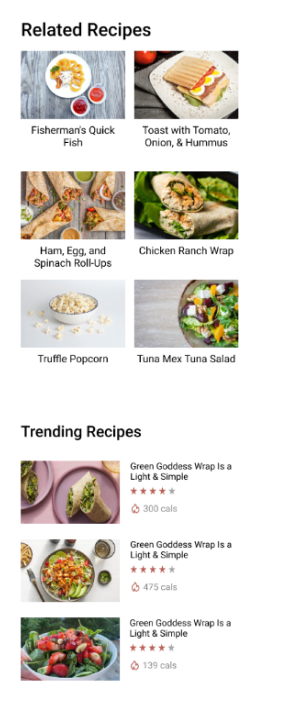 Related Recipes
Fisherman's Quick
Fish
Toast with Tomato,
Onion, & Hummus
Ham, Egg, and
Spinach Roll-Ups
Chicken Ranch Wrap
Truffle Popcorn
Tuna Mex Tuna Salad
Trending Recipes
Green Goddess Wrap Is a
Light & Simple
300 cals
Green Goddess Wrap Is a
Light & Simple
475 cals
Green Goddess Wrap Is a
Light & Simple
139 cals